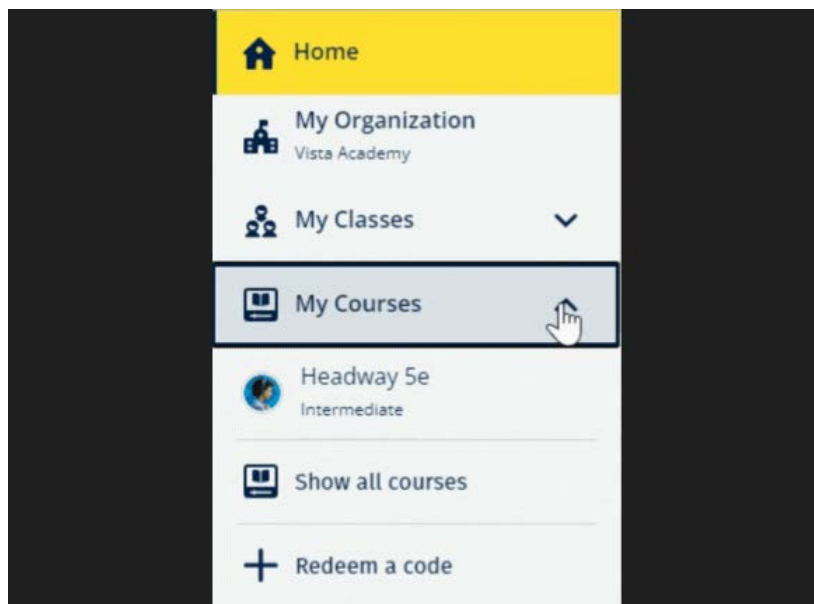 Home
My Organization
Vista Academy
My Classes
My Courses
Headway 5e
Intermediate
Show all courses
Redeem a code